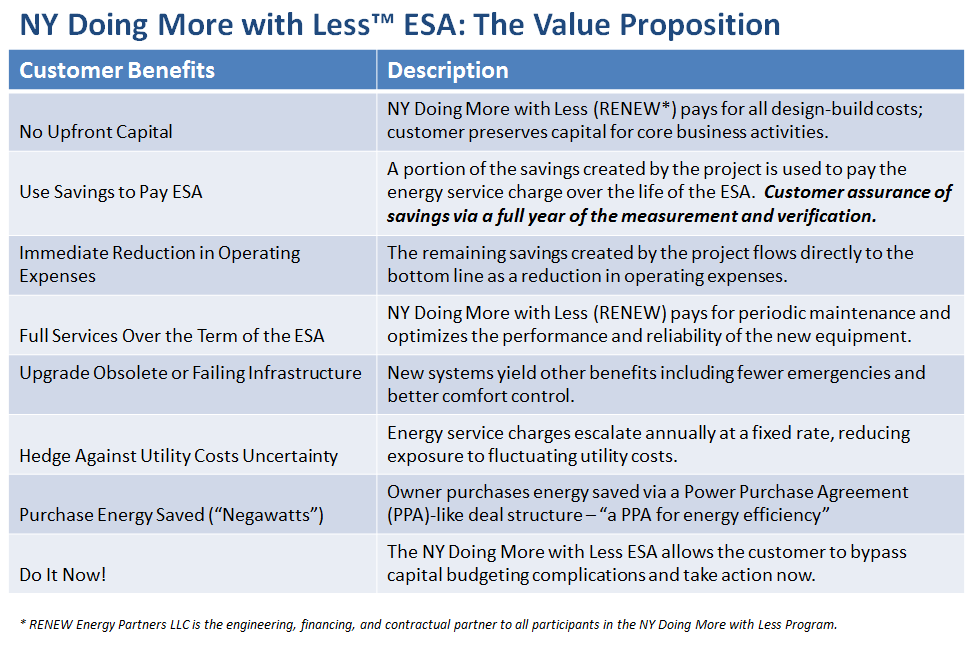 NY Doing More with Less™ ESA: The Value Proposition
Customer Benefits
Description
No Upfront Capital
NY Doing More with Less (RENEW*) pays for all design-build costs;
customer preserves capital for core business activities.
Use Savings to Pay ESA
A portion of the savings created by the project is used to pay the
energy service charge over the life of the ESA. Customer assurance of
savings via a full year of the measurement and verification.
Immediate Reduction in Operating
Expenses
The remaining savings created by the project flows directly to the
bottom line as a reduction in operating expenses.
Full Services Over the Term of the ESA
NY Doing More with Less (RENEW) pays for periodic maintenance and
optimizes the performance and reliability of the new equipment.
Upgrade Obsolete or Failing Infrastructure
New systems yield other benefits including fewer emergencies and
better comfort control.
Hedge Against Utility Costs Uncertainty
Energy service charges escalate annually at a fixed rate, reducing
exposure to fluctuating utility costs.
Purchase Energy Saved (“Negawatts”)
Owner purchases energy saved via a Power Purchase Agreement
(PPA)-like deal structure – “a PPA for energy efficiency”
Do It Now!
The NY Doing More with Less ESA allows the customer to bypass
capital budgeting complications and take action now.
* RENEW Energy Partners LLC is the engineering, financing, and contractual partner to all participants in the NY Doing More with Less Program.